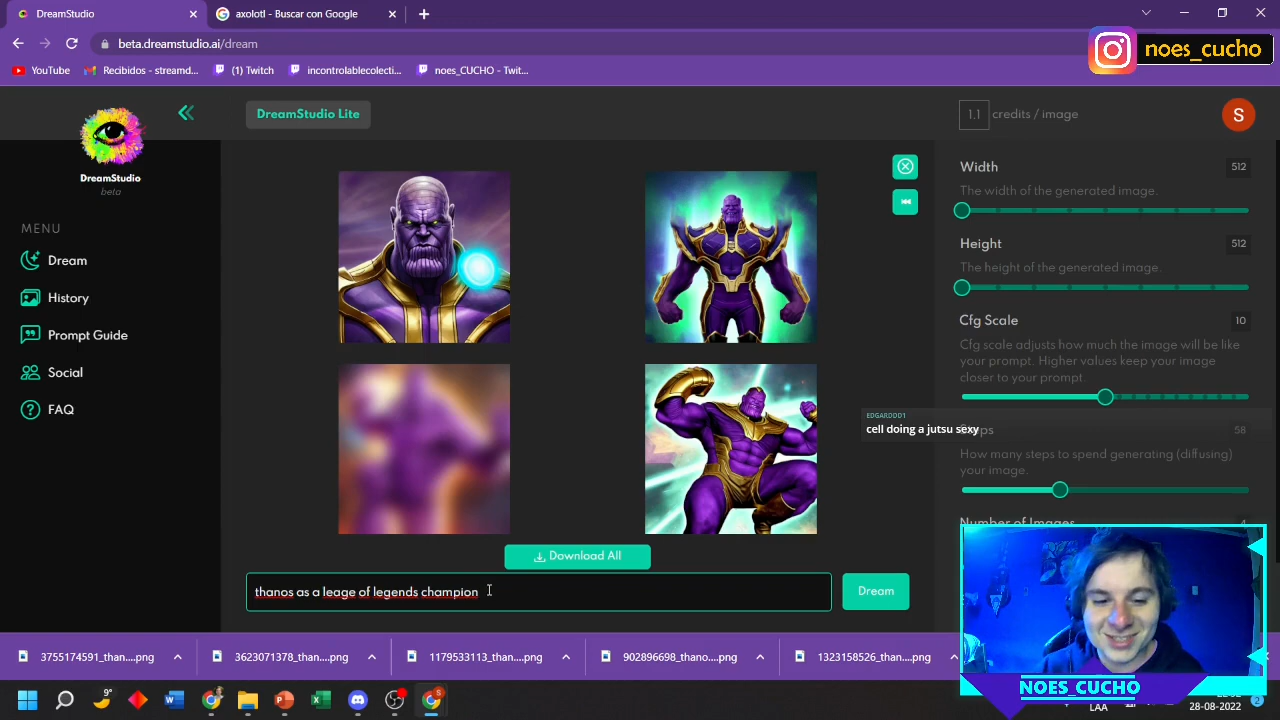 DreamStudio
axolotl - Buscar con Google
beta.dreamstudio.ai/dream
noes_cucho
YouTube
Recibidos - streamd...
(1) Twitch
incontrolablecolecti...
noes_CUCHO - Twit...
DreamStudio Lite
1.1 credits / image
S
DreamStudio
beta
MENU
Dream
History
Prompt Guide
Social
FAQ
Width
512
The width of the generated image.
Height
512
The height of the generated image.
Cfg Scale
10
Cfg scale adjusts how much the image will be like
your prompt. Higher values keep your image
closer to your prompt.
EDGARDDD1
cell doing a jutsu sexy
58
How many steps to spend generating (diffusing)
your image.
Number of Images
Download All
thanos as a leage of legends champion
Dream
3755174591_than....png
3623071378_than....png
1179533113_than....png
902896698_thano....png
1323158526_than....png
NOES_CUCHO
9°
LAA
28-08-2022
2